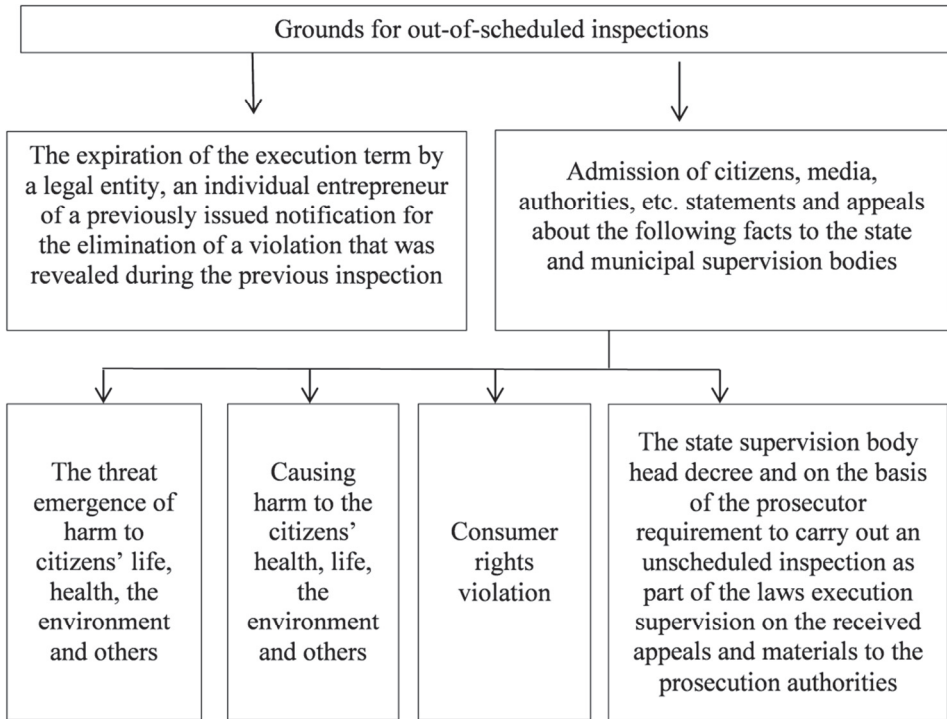 Grounds for out-of-scheduled inspections
The expiration of the execution term by
a legal entity, an individual entrepreneur
of a previously issued notification for
the elimination of a violation that was
revealed during the previous inspection
Admission of citizens, media,
authorities, etc. statements and appeals
about the following facts to the state
and municipal supervision bodies
The threat
emergence of
harm to
citizens’ life,
health, the
environment
and others
Causing
harm to the
citizens’
health, life,
the
environment
and others
Consumer
rights
violation
The state supervision body
head decree and on the basis
of the prosecutor
requirement to carry out an
unscheduled inspection as
part of the laws execution
supervision on the received
appeals and materials to the
prosecution authorities